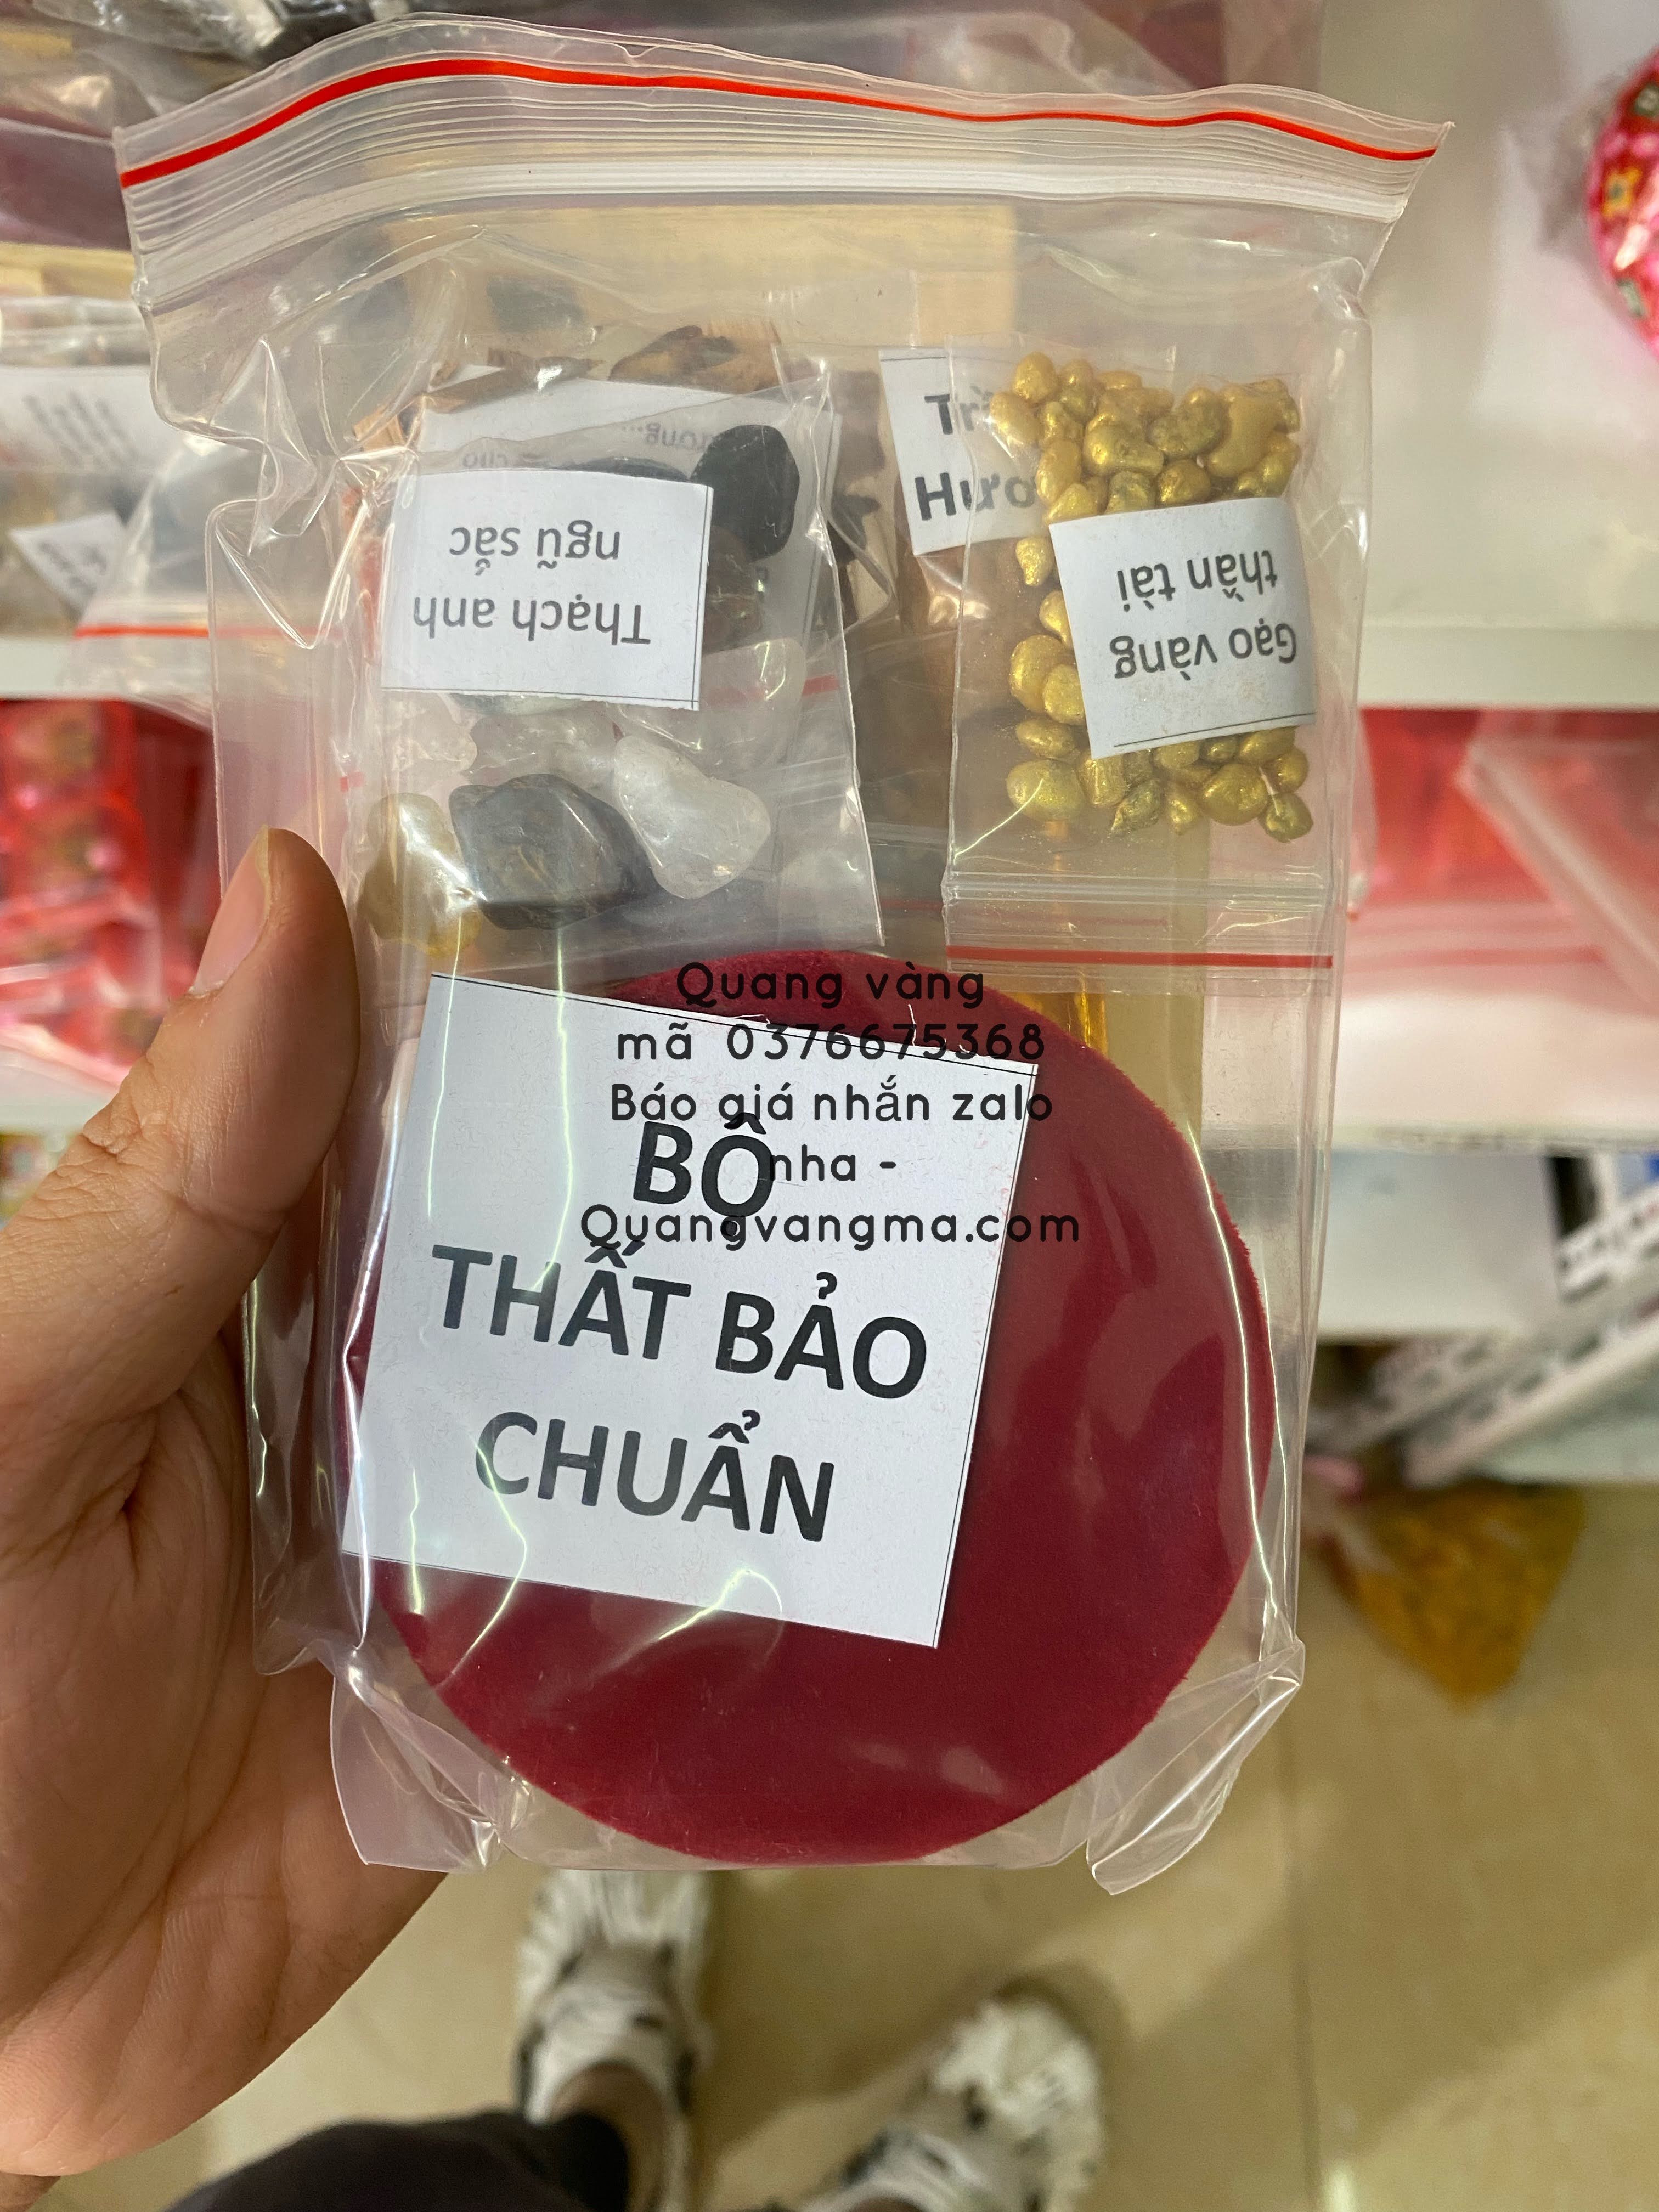 Thạch anh
ngũ sắc
Gạo vàng
thần tài
Quang vàng
mã 0376675368
Báo giá nhắn zalo
nha -
Quangvangma.com
BỘ
THẤT BẢO
CHUẨN